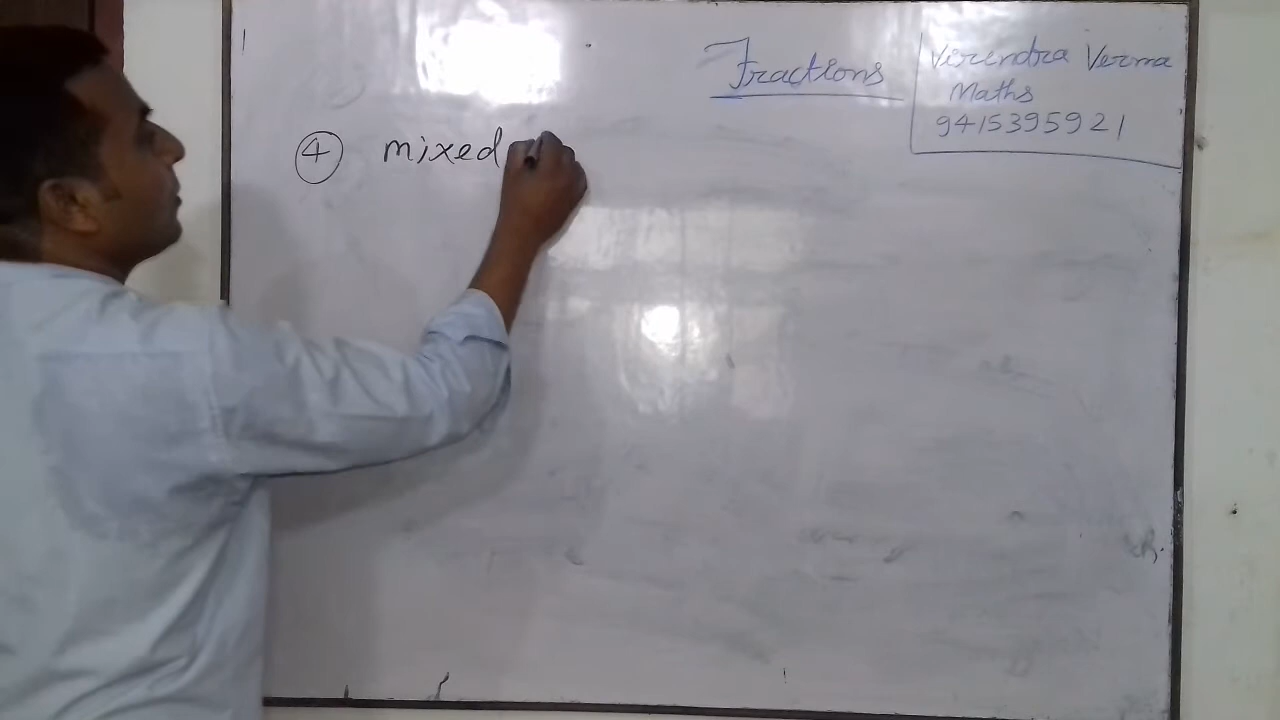 Fractions
Virendra Verma
Maths
9415395921
④ mixed